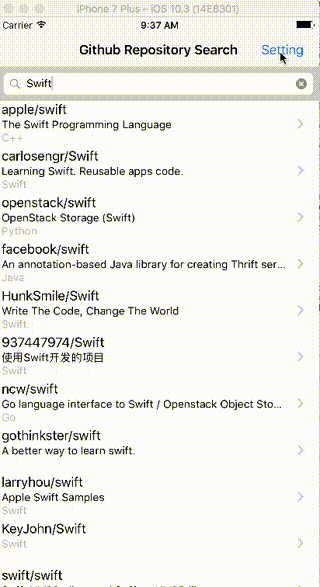 iPhone 7 Plus – iOS 10.3 (14E8301)
Carrier 9:37 AM
Github Repository Search Setting
Swift
apple/swift
The Swift Programming Language
C++
carlosengr/Swift
Learning Swift. Reusable apps code.
Swift
openstack/swift
OpenStack Storage (Swift)
Python
facebook/swift
An annotation-based Java library for creating Thrift ser...
Java
HunkSmile/Swift
Write The Code, Change The World
Swift
937447974/Swift
使用Swift开发的项目
Swift
ncw/swift
Go language interface to Swift / Openstack Object Sto...
Go
gothinkster/swift
A better way to learn swift.
larryhou/swift
Apple Swift Samples
Swift
KeyJohn/Swift
Swift
swift/swift